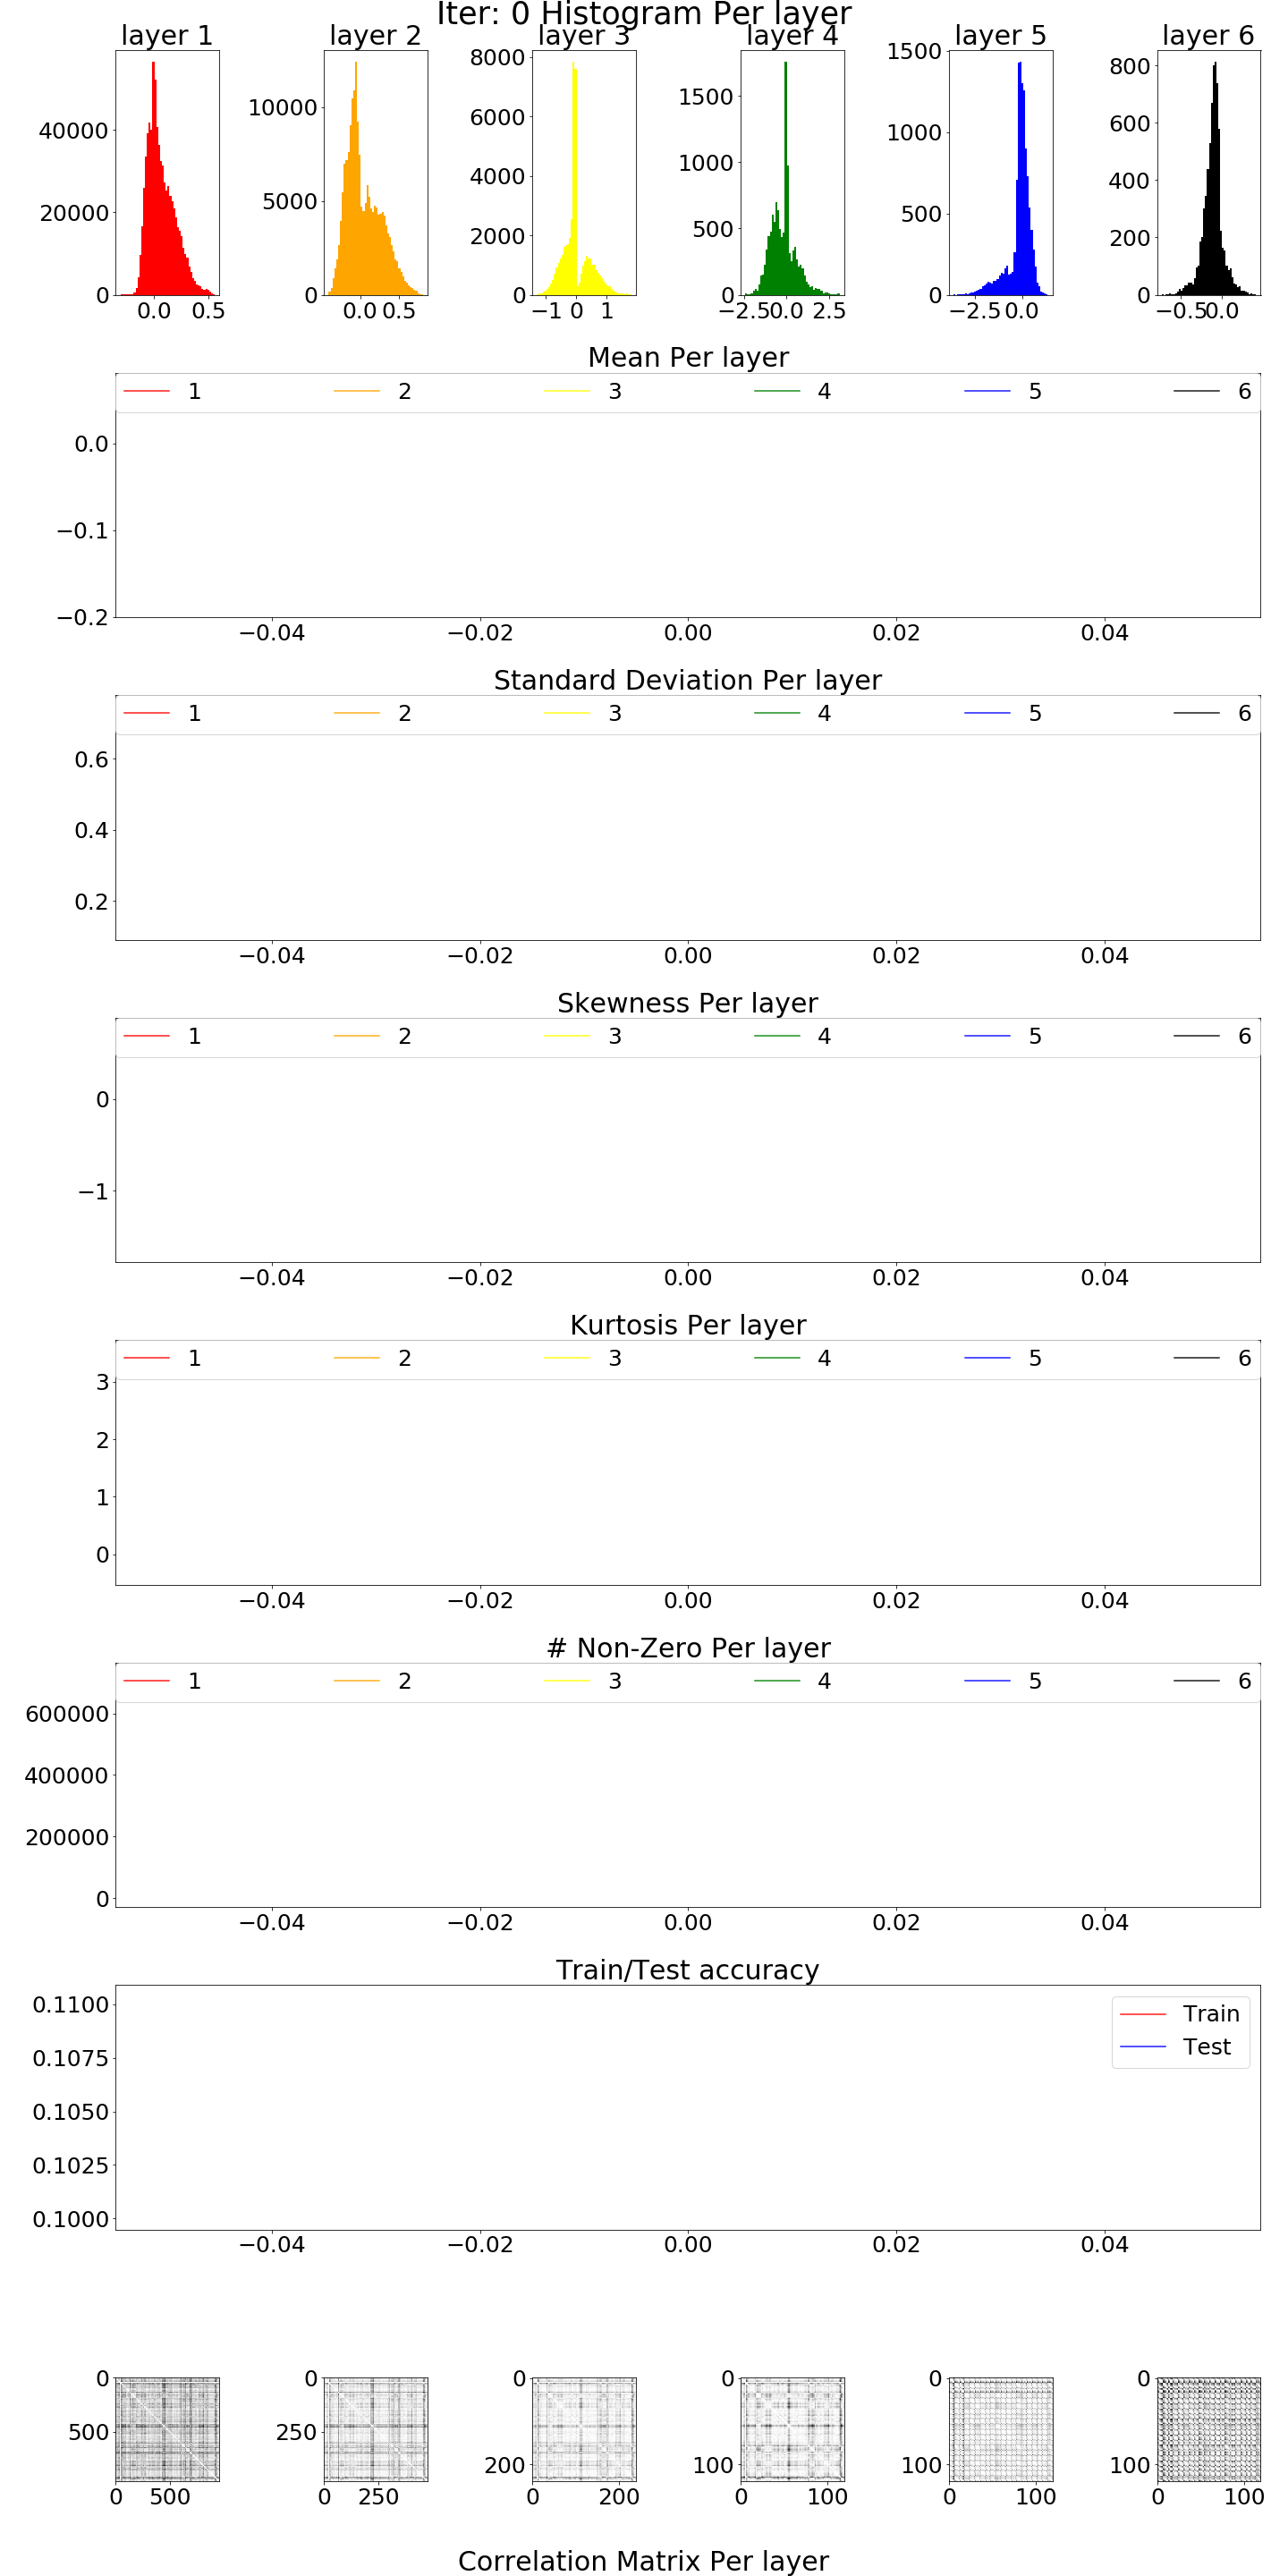 Iter: 0 Histogram Per layer
layer 1 layer 2 layer 3 layer 4 layer 5 layer 6
40000
20000
0
0.0 0.5
10000
5000
0
0.0 0.5
8000
6000
4000
2000
0
−1 0 1
1500
1000
500
0
−2.5 0.0 2.5
1500
1000
500
0
−2.5 0.0
800
600
400
200
0
−0.5 0.0
Mean Per layer
1 2 3 4 5 6
0.0
−0.1
−0.2
−0.04 −0.02 0.00 0.02 0.04
Standard Deviation Per layer
1 2 3 4 5 6
0.6
0.4
0.2
−0.04 −0.02 0.00 0.02 0.04
Skewness Per layer
1 2 3 4 5 6
0
−1
−0.04 −0.02 0.00 0.02 0.04
Kurtosis Per layer
1 2 3 4 5 6
3
2
1
0
−0.04 −0.02 0.00 0.02 0.04
# Non-Zero Per layer
1 2 3 4 5 6
600000
400000
200000
0
−0.04 −0.02 0.00 0.02 0.04
Train/Test accuracy
Train
Test
0.1100
0.1075
0.1050
0.1025
0.1000
−0.04 −0.02 0.00 0.02 0.04
0
500
0 500
0
250
0 250
0
200
0 200
0
100
0 100
0
100
0 100
0
100
0 100
Correlation Matrix Per layer